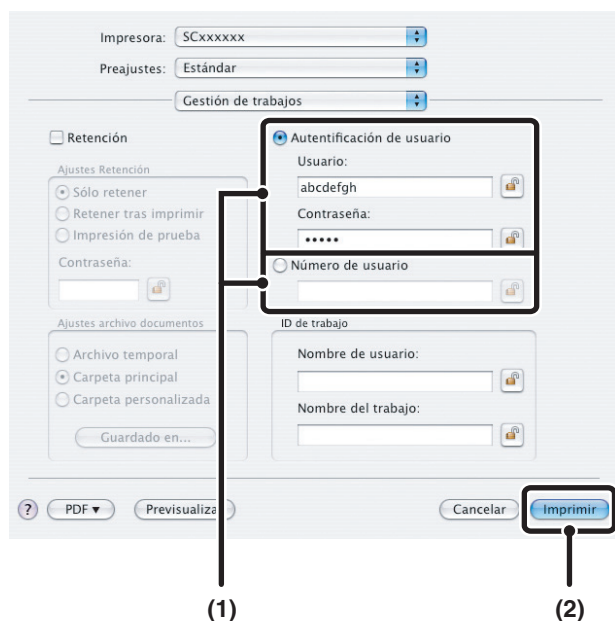 Impresora: SCxxxxxx
Preajustes: Estándar
Gestión de trabajos
Retención
Ajustes Retención
Sólo retener
Retener tras imprimir
Impresión de prueba
Contraseña:
Autentificación de usuario
Usuario:
abcdefgh
Contraseña:
•••••
Número de usuario
Ajustes archivo documentos
Archivo temporal
Carpeta principal
Carpeta personalizada
Guardado en...
ID de trabajo
Nombre de usuario:
Nombre del trabajo:
? PDF▼ Previsualiza Cancelar Imprimir
(1) (2)